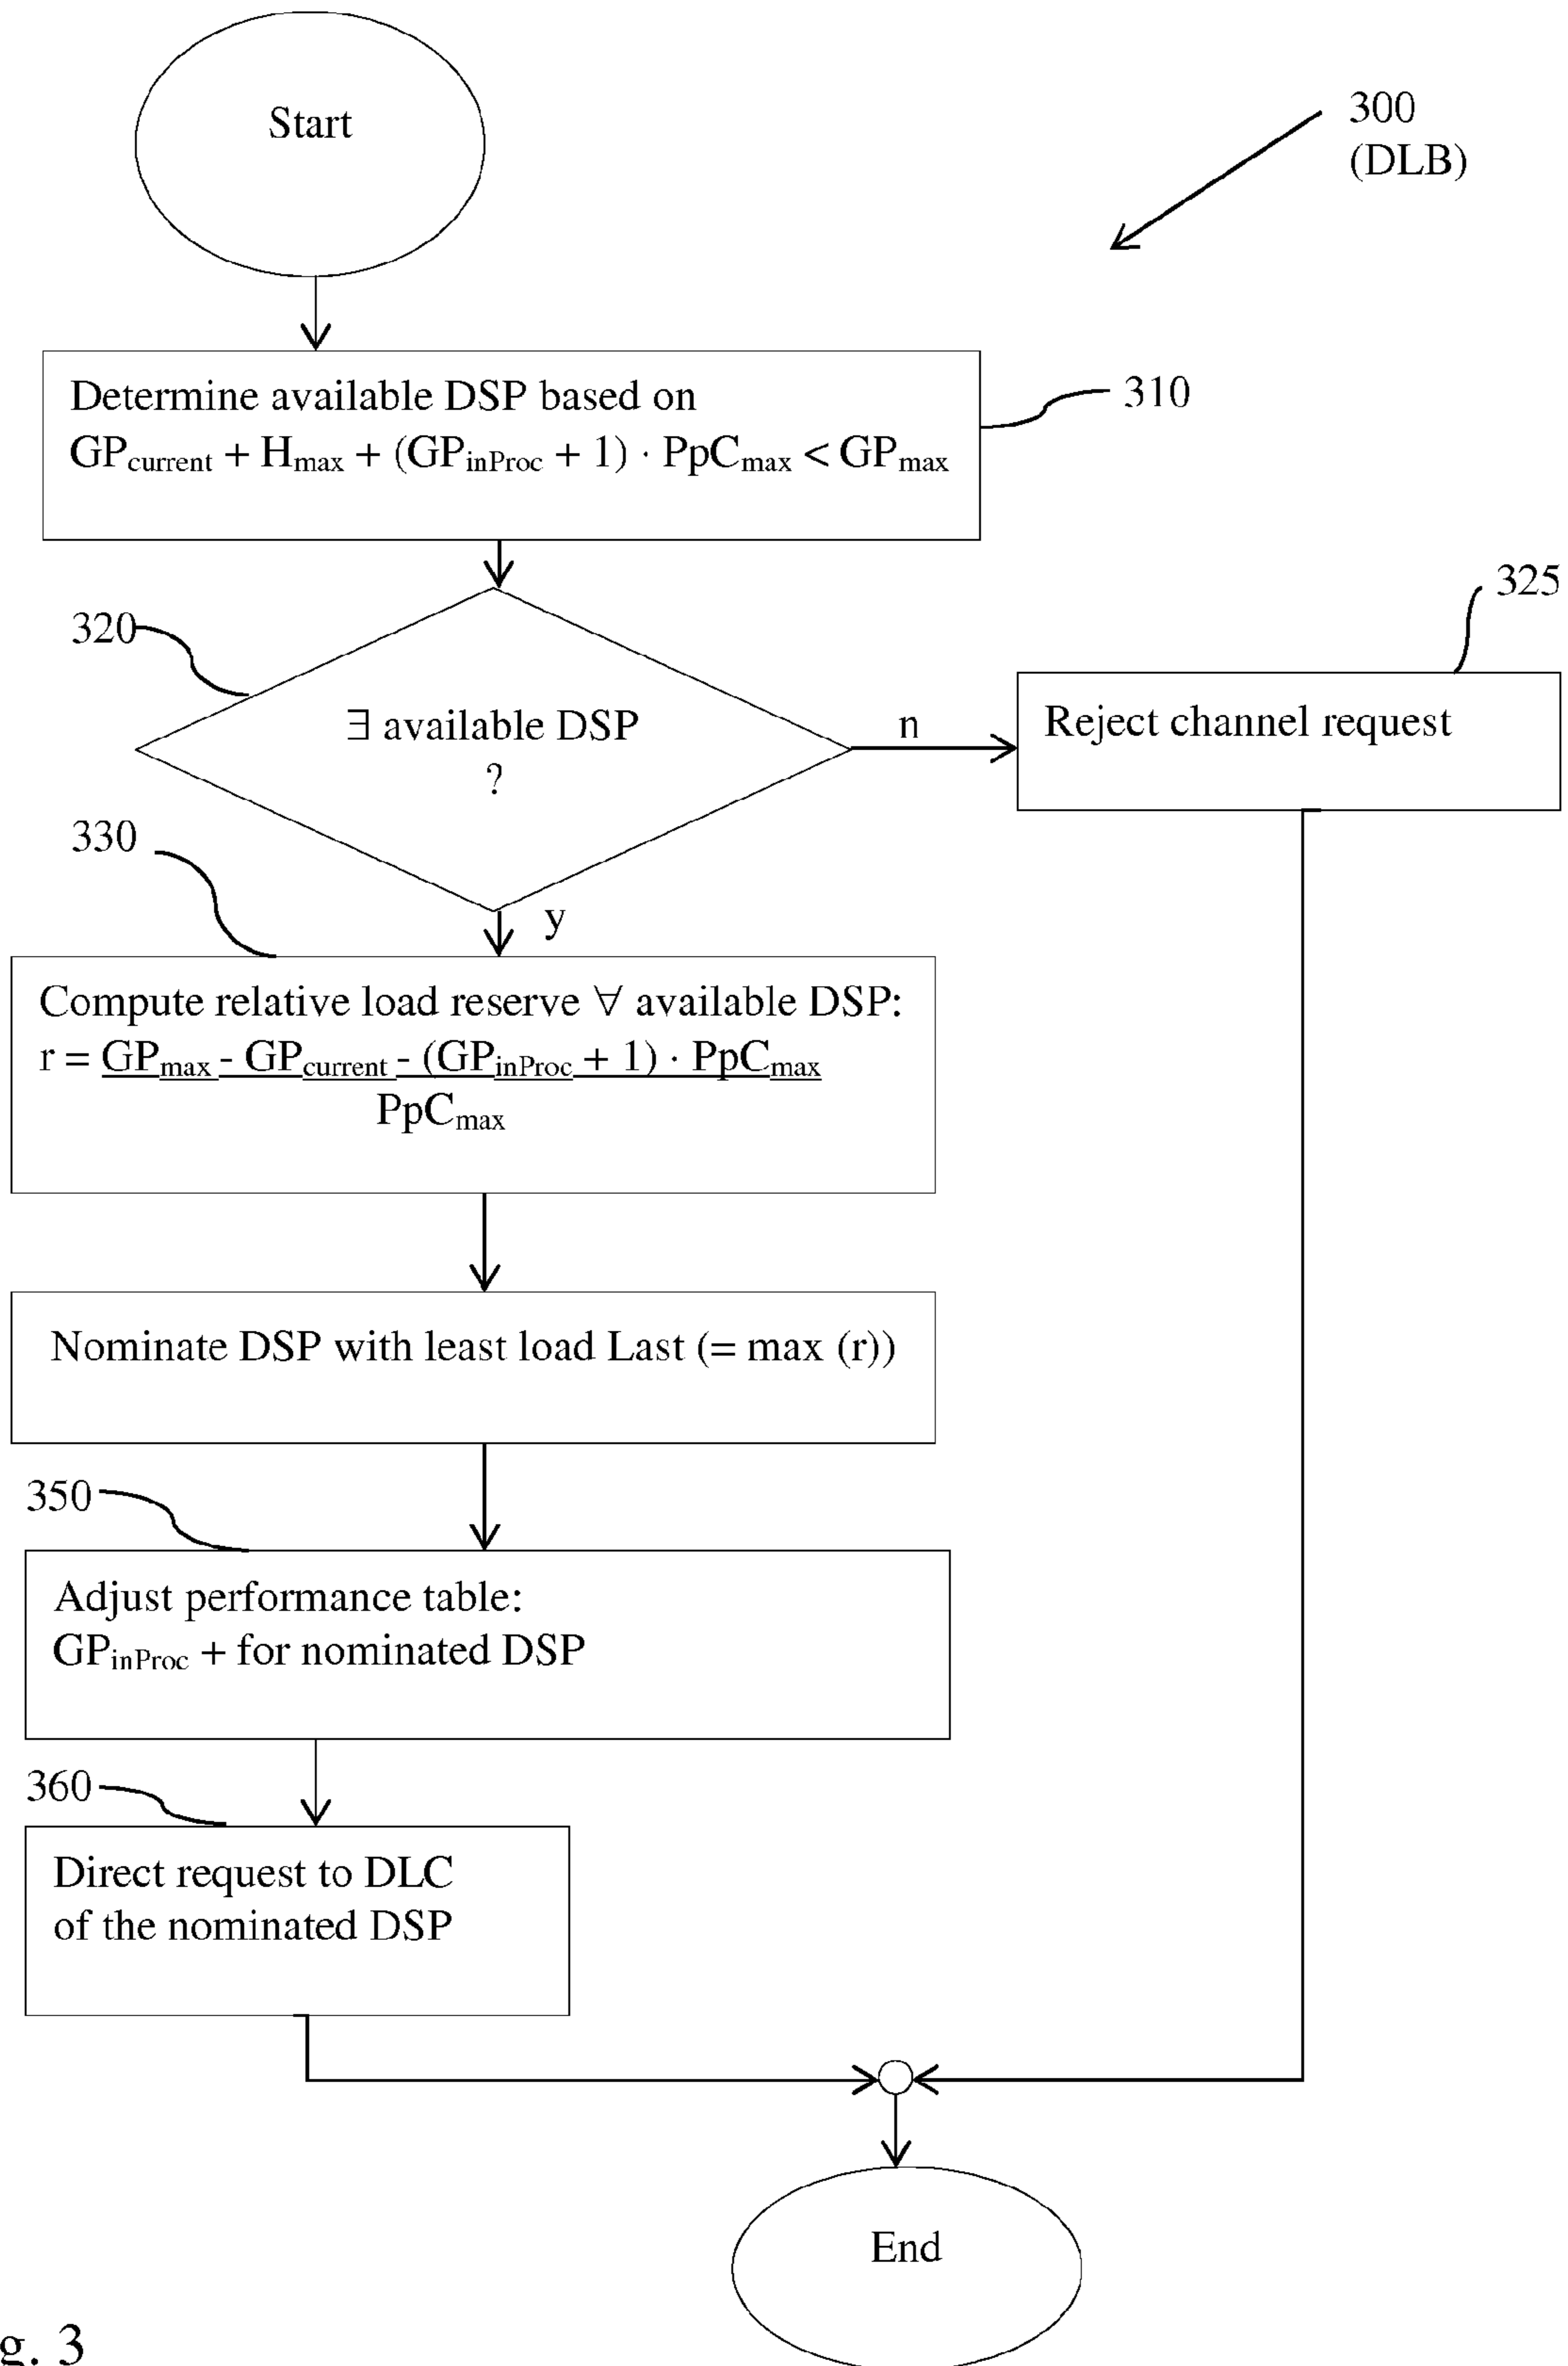 Start
300
(DLB)
Determine available DSP based on
GPcurrent + Hmax + (GPinProc + 1) · PpCmax < GPmax
310
320
∃ available DSP
?
n
325
Reject channel request
330
y
Compute relative load reserve ∀ available DSP:
r = GPmax - GPcurrent - (GPinProc + 1) · PpCmax
PpCmax
Nominate DSP with least load Last (= max (r))
350
Adjust performance table:
GPinProc + for nominated DSP
360
Direct request to DLC
of the nominated DSP
End
g. 3